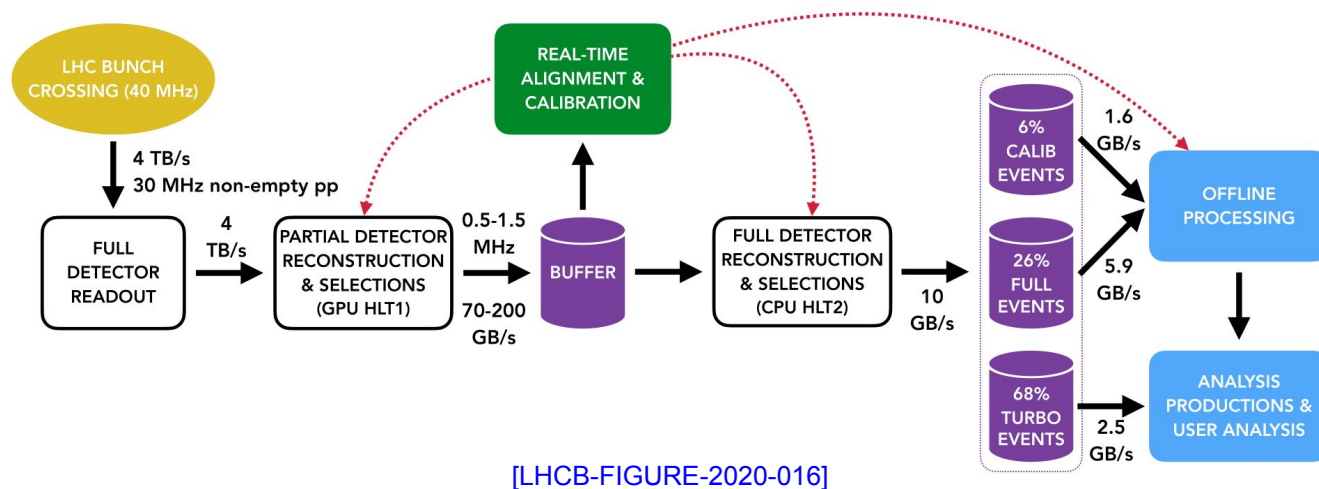 LHC BUNCH
CROSSING (40 MHz)
4 TB/s
30 MHz non-empty pp
FULL
DETECTOR
READOUT
4
TB/s
PARTIAL DETECTOR
RECONSTRUCTION
& SELECTIONS
(GPU HLT1)
0.5-1.5
MHz
70-200
GB/s
REAL-TIME
ALIGNMENT &
CALIBRATION
BUFFER
FULL DETECTOR
RECONSTRUCTION
& SELECTIONS
(CPU HLT2)
10
GB/s
6%
CALIB
EVENTS
1.6
GB/s
26%
FULL
EVENTS
5.9
GB/s
68%
TURBO
EVENTS
2.5
GB/s
OFFLINE
PROCESSING
ANALYSIS
PRODUCTIONS &
USER ANALYSIS
[LHCB-FIGURE-2020-016]